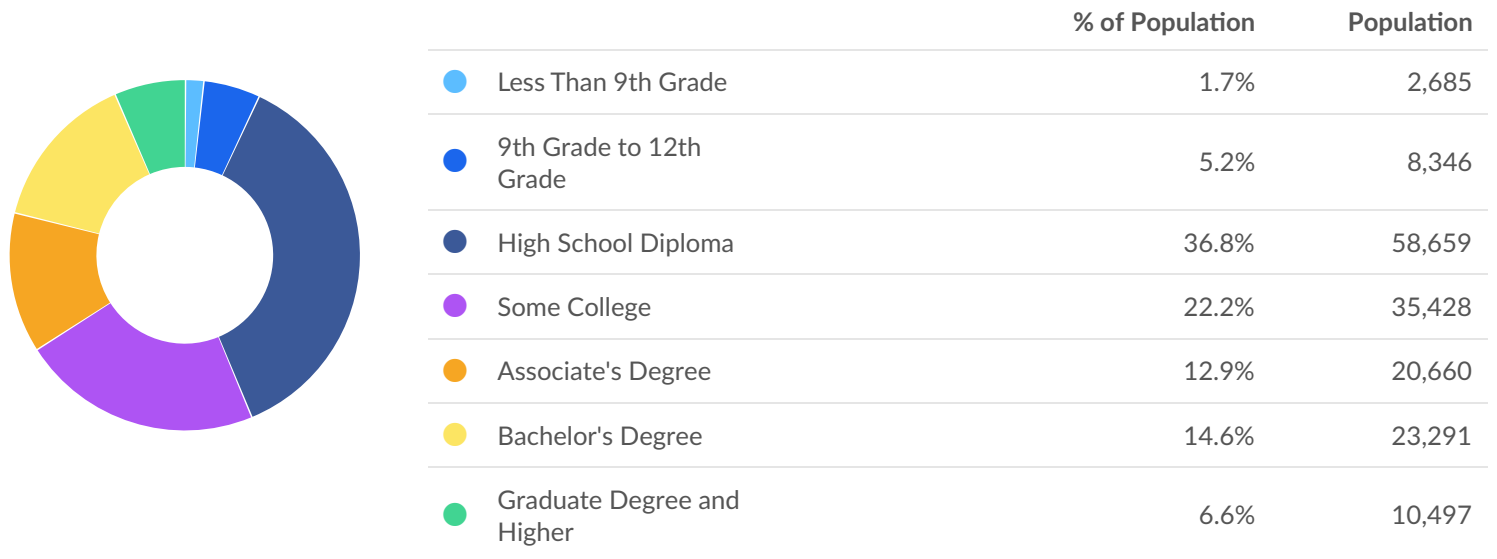 % of Population Population
Less Than 9th Grade 1.7% 2,685
9th Grade to 12th
Grade 5.2% 8,346
High School Diploma 36.8% 58,659
Some College 22.2% 35,428
Associate's Degree 12.9% 20,660
Bachelor's Degree 14.6% 23,291
Graduate Degree and
Higher 6.6% 10,497